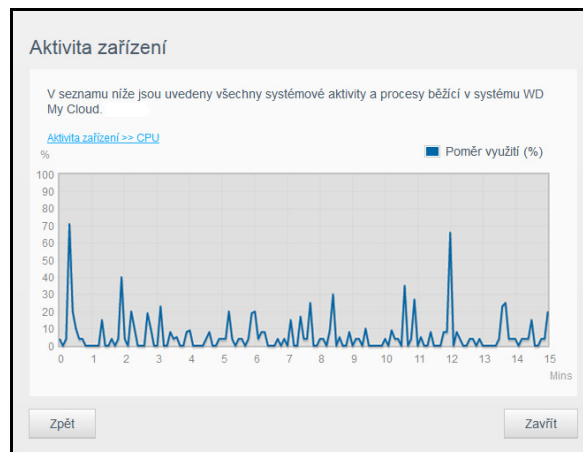 Aktivita zařízení
V seznamu níže jsou uvedeny všechny systémové aktivity a procesy běžící v systému WD
My Cloud.
Aktivita zařízení >> CPU
%
Poměr využití (%)
100
90
80
70
60
50
40
30
20
10
0
0 1 2 3 4 5 6 7 8 9 10 11 12 13 14 15
Mins
Zpět Zavřít